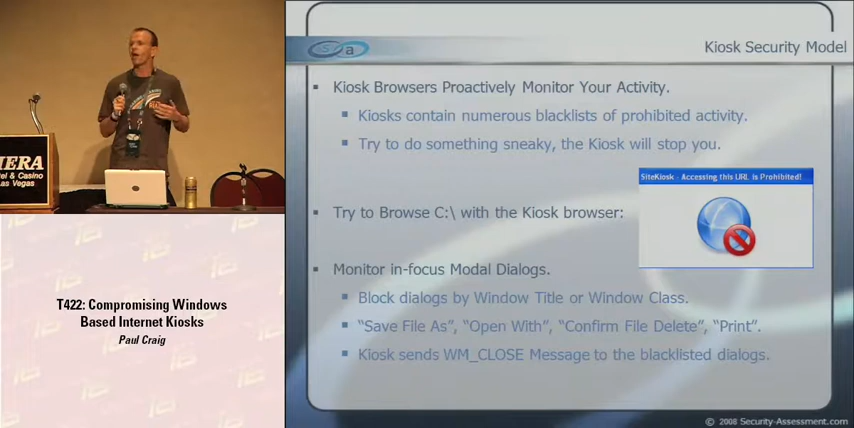 IERA
el & Casino
as Vegas
T422: Compromising Windows
Based Internet Kiosks
Paul Craig
a
Kiosk Security Model
Kiosk Browsers Proactively Monitor Your Activity.
Kiosks contain numerous blacklists of prohibited activity.
Try to do something sneaky, the Kiosk will stop you.
SiteKiosk - Accessing this URL is Prohibited!
Try to Browse C:\ with the Kiosk browser:
Monitor in-focus Modal Dialogs.
Block dialogs by Window Title or Window Class.
“Save File As”, “Open With”, “Confirm File Delete”, “Print”.
Kiosk sends WM_CLOSE Message to the blacklisted dialogs.
© 2008 Security-Assessment.com